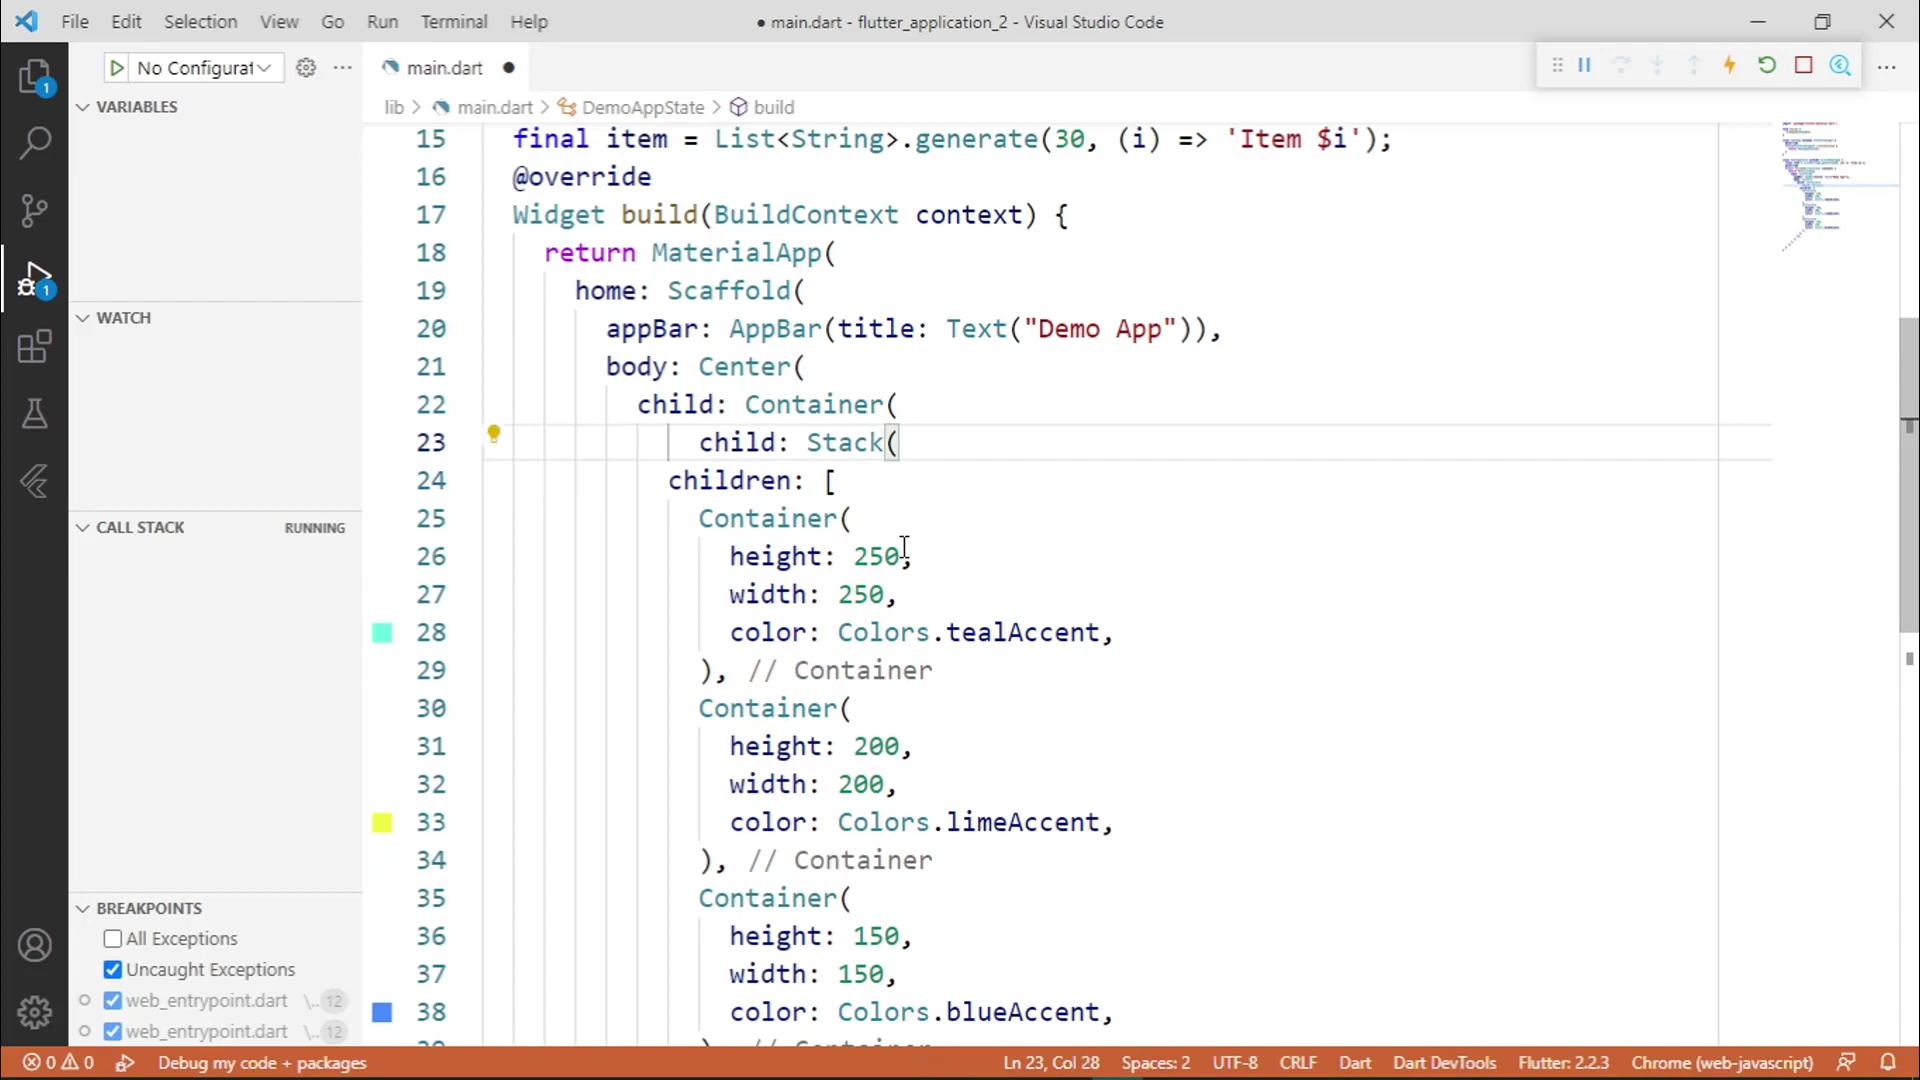 File Edit Selection View Go Run Terminal Help
● main.dart - flutter_application_2 - Visual Studio Code
No Configurat
main.dart ●
lib > main.dart > DemoAppState > build
VARIABLES
WATCH
CALL STACK RUNNING
BREAKPOINTS
All Exceptions
Uncaught Exceptions
web_entrypoint.dart \.. 12
web_entrypoint.dart \.. 12
1
1
15 final item = List<String>.generate(30, (i) => 'Item $i');
16 @override
17 Widget build(BuildContext context) {
18 return MaterialApp(
19 home: Scaffold(
20 appBar: AppBar(title: Text("Demo App")),
21 body: Center(
22 child: Container(
23 child: Stack(
24 children: [
25 Container(
26 height: 250,
27 width: 250,
28 color: Colors.tealAccent,
29 ), // Container
30 Container(
31 height: 200,
32 width: 200,
33 color: Colors.limeAccent,
34 ), // Container
35 Container(
36 height: 150,
37 width: 150,
38 color: Colors.blueAccent,
0 0 Debug my code + packages Ln 23, Col 28 Spaces: 2 UTF-8 CRLF Dart Dart DevTools Flutter: 2.2.3 Chrome (web-javascript)